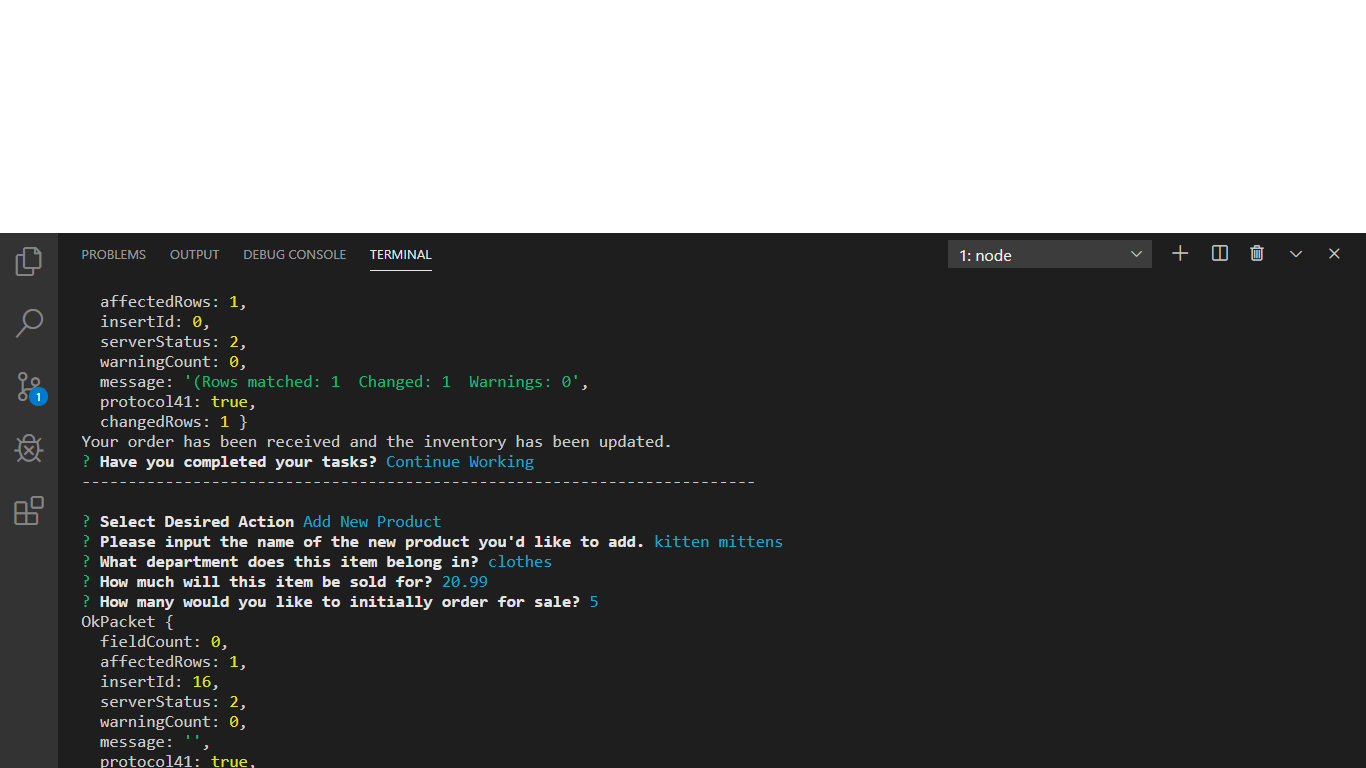 PROBLEMS OUTPUT DEBUG CONSOLE TERMINAL 1: node
affectedRows: 1,
insertId: 0,
serverStatus: 2,
warningCount: 0,
message: '(Rows matched: 1  Changed: 1  Warnings: 0',
protocol41: true,
changedRows: 1 }
Your order has been received and the inventory has been updated.
? Have you completed your tasks? Continue Working
-------------------------------------------------------------------------
? Select Desired Action Add New Product
? Please input the name of the new product you'd like to add. kitten mittens
? What department does this item belong in? clothes
? How much will this item be sold for? 20.99
? How many would you like to initially order for sale? 5
OkPacket {
fieldCount: 0,
affectedRows: 1,
insertId: 16,
serverStatus: 2,
warningCount: 0,
message: '',
protocol41: true,
1